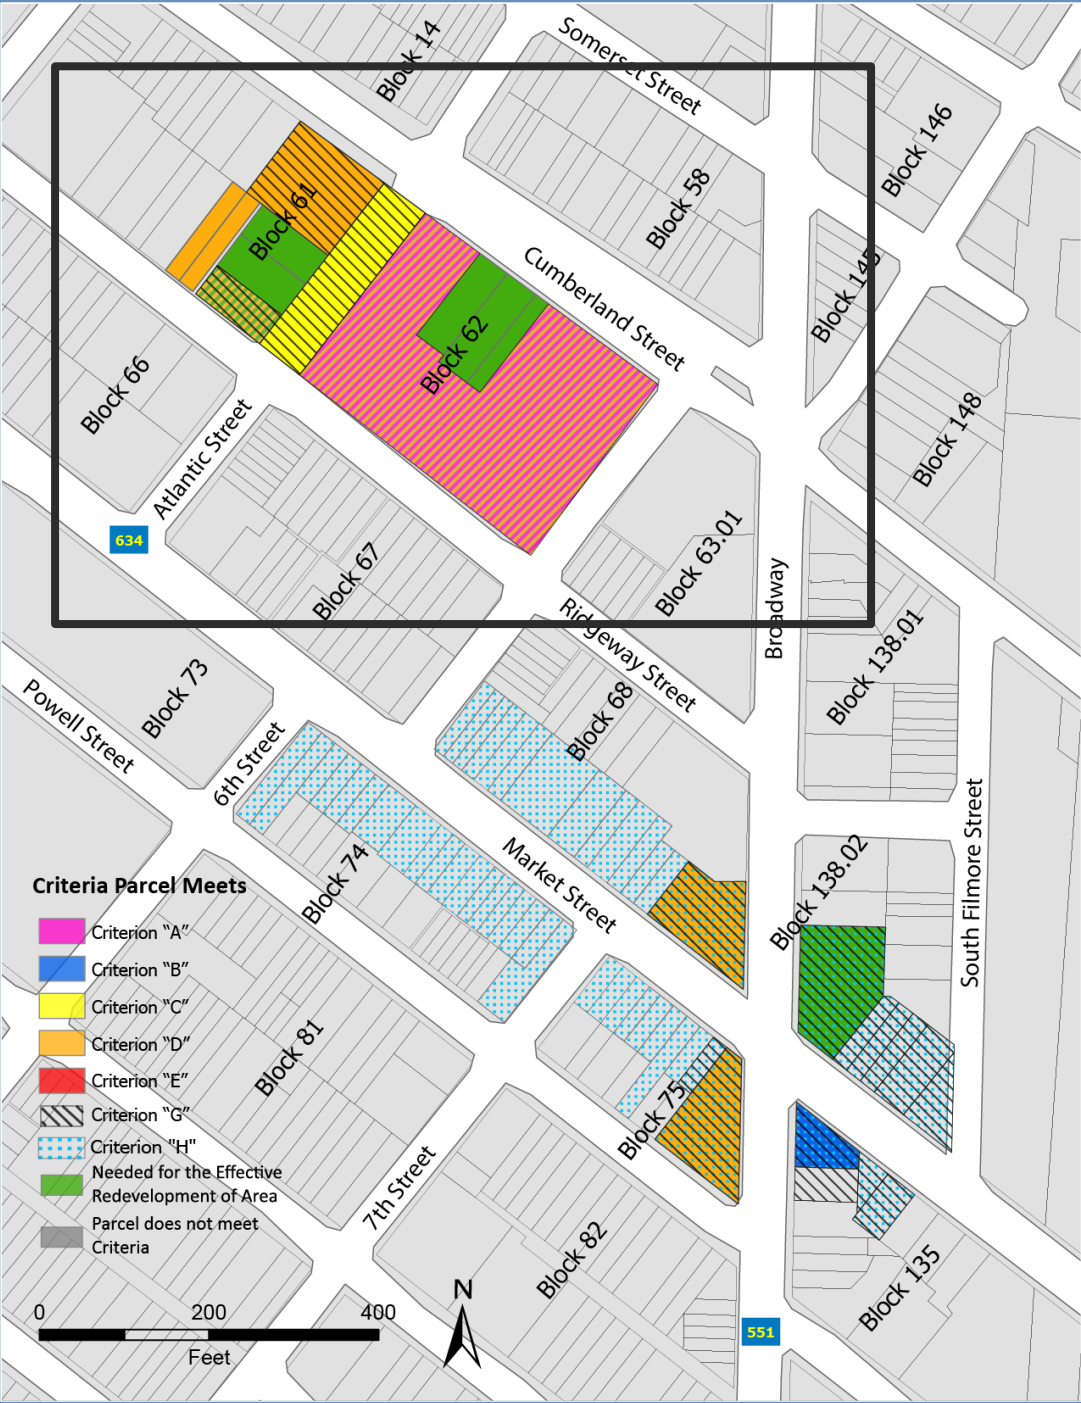 Block 14
Somerset Street
Block 146
Block 58
Block 61
Block 145
Cumberland Street
Block 62
Block 66
Block 148
Atlantic Street
634
Block 67
Block 63.01
Broadway
Ridgeway Street
Block 138.01
Block 73
Block 68
Powell Street
6th Street
South Filmore Street
Block 138.02
Block 74
Market Street
Criteria Parcel Meets
Criterion "A"
Criterion "B"
Criterion "C"
Criterion "D"
Criterion "E"
Criterion "G"
Criterion "H"
Needed for the Effective
Redevelopment of Area
Parcel does not meet
Criteria
Block 81
Block 75
7th Street
Block 82
Block 135
0 200 400
Feet
N
551